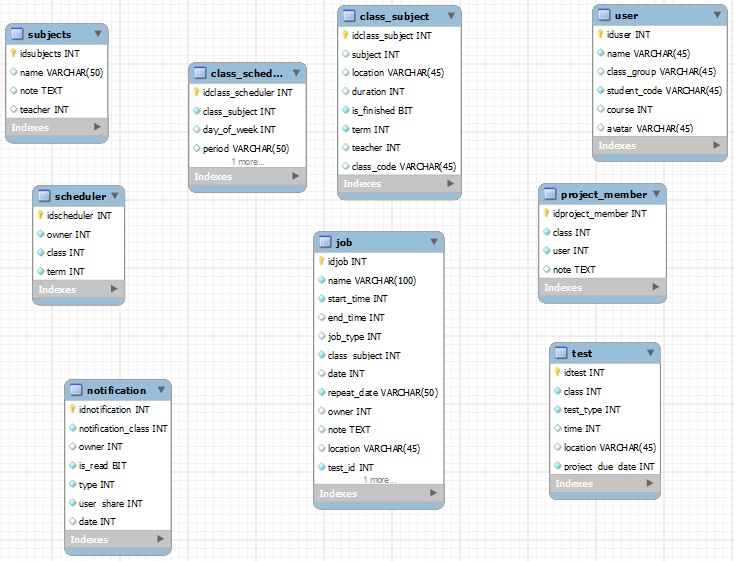 subjects
idsubjects INT
name VARCHAR(50)
note TEXT
teacher INT
Indexes
class_sched...
idclass_scheduler INT
class_subject INT
day_of_week INT
period VARCHAR(50)
1 more...
Indexes
class_subject
idclass_subject INT
subject INT
location VARCHAR(45)
duration INT
is_finished BIT
term INT
teacher INT
class_code VARCHAR(45)
Indexes
user
iduser INT
name VARCHAR(45)
class_group VARCHAR(45)
student_code VARCHAR(45)
course INT
avatar VARCHAR(45)
Indexes
scheduler
idscheduler INT
owner INT
class INT
term INT
Indexes
job
idjob INT
name VARCHAR(100)
start_time INT
end_time INT
job_type INT
class_subject INT
date INT
repeat_date VARCHAR(50)
owner INT
note TEXT
location VARCHAR(45)
test_id INT
1 more...
Indexes
project_member
idproject_member INT
class INT
user INT
note TEXT
Indexes
notification
idnotification INT
notification_class INT
owner INT
is_read BIT
type INT
user_share INT
date INT
Indexes
test
idtest INT
class INT
test_type INT
time INT
location VARCHAR(45)
project_due_date INT
Indexes